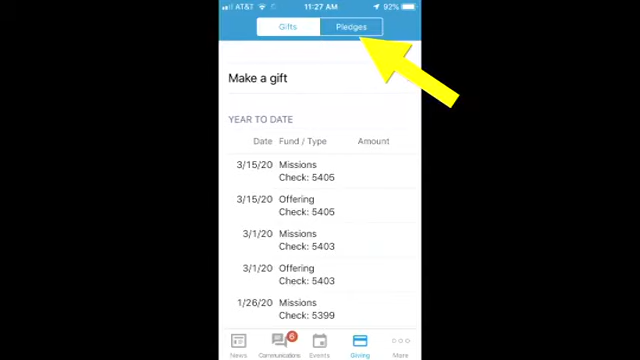 AT&T 11:27 AM 92%
Gifts Pledges
Make a gift
YEAR TO DATE
Date Fund / Type Amount
3/15/20 Missions
Check: 5405
3/15/20 Offering
Check: 5405
3/1/20 Missions
Check: 5403
3/1/20 Offering
Check: 5403
1/26/20 Missions
Check: 5399
6
News Communications Events Giving More